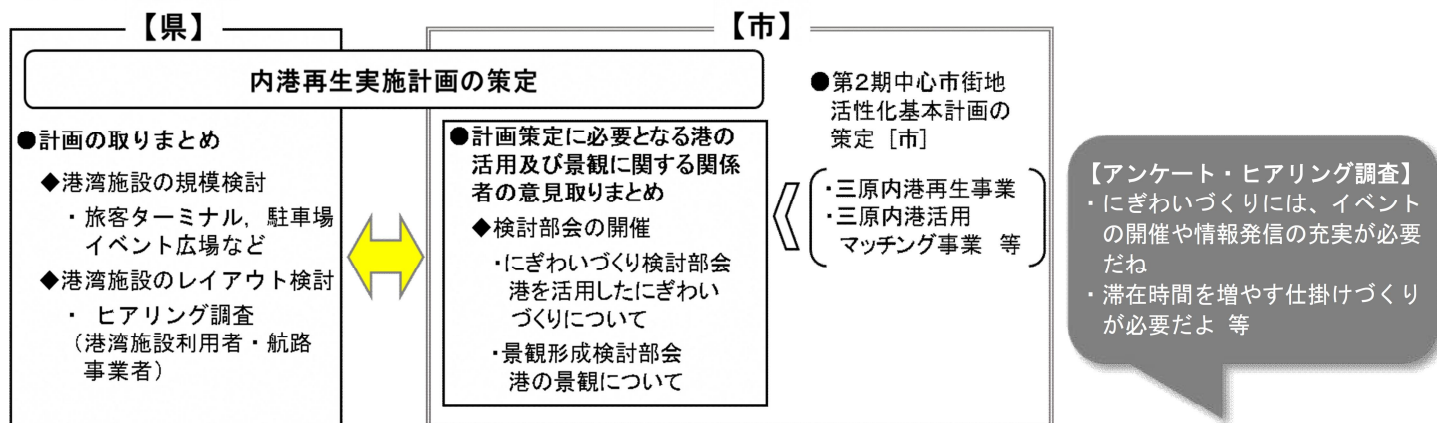 【県】
【市】
内港再生実施計画の策定
●計画の取りまとめ
◆港湾施設の規模検討
・旅客ターミナル，駐車場
イベント広場など
◆港湾施設のレイアウト検討
・ ヒアリング調査
（港湾施設利用者・航路
事業者）
●計画策定に必要となる港の
活用及び景観に関する関係
者の意見取りまとめ
◆検討部会の開催
・にぎわいづくり検討部会
港を活用したにぎわい
づくりについて
・景観形成検討部会
港の景観について
●第２期中心市街地
活性化基本計画の
策定［市］
・三原内港再生事業
・三原内港活用
マッチング事業 等
【アンケート・ヒアリング調査】
・にぎわいづくりには、イベント
の開催や情報発信の充実が必要
だね
・滞在時間を増やす仕掛けづくり
が必要だよ 等